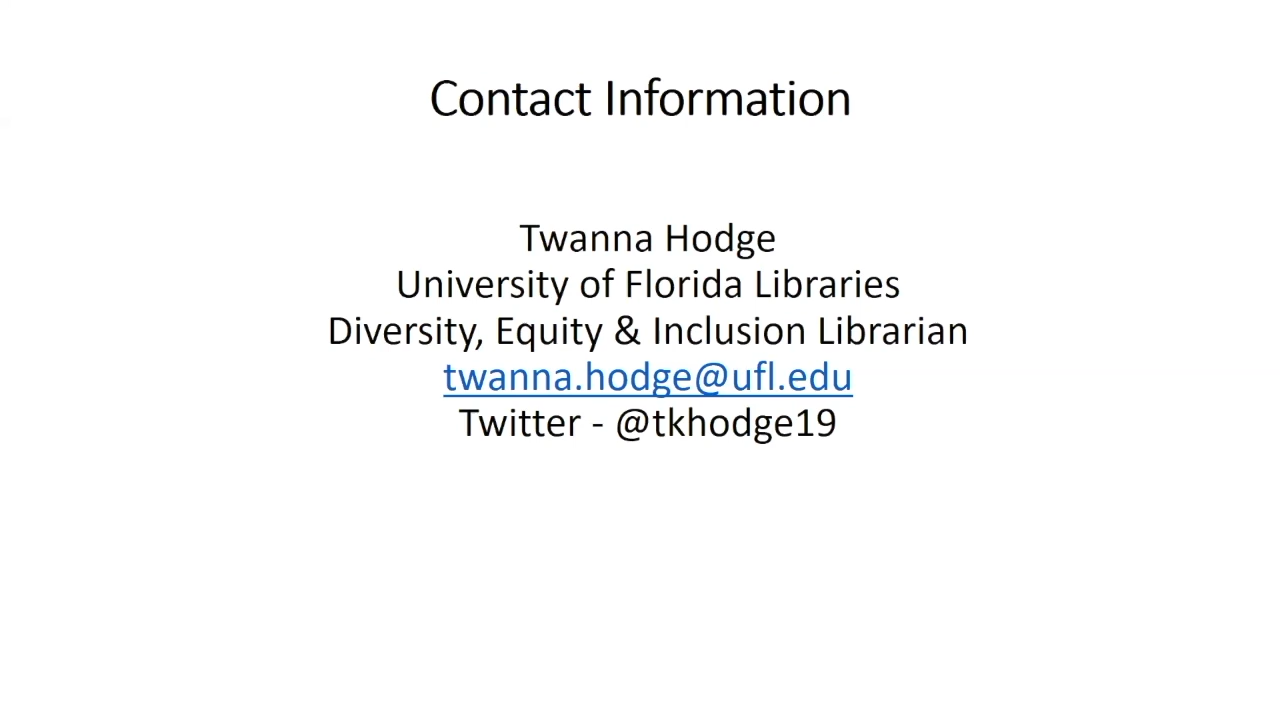 Contact Information
Twanna Hodge
University of Florida Libraries
Diversity, Equity & Inclusion Librarian
twanna.hodge@ufl.edu
Twitter - @tkhodge19